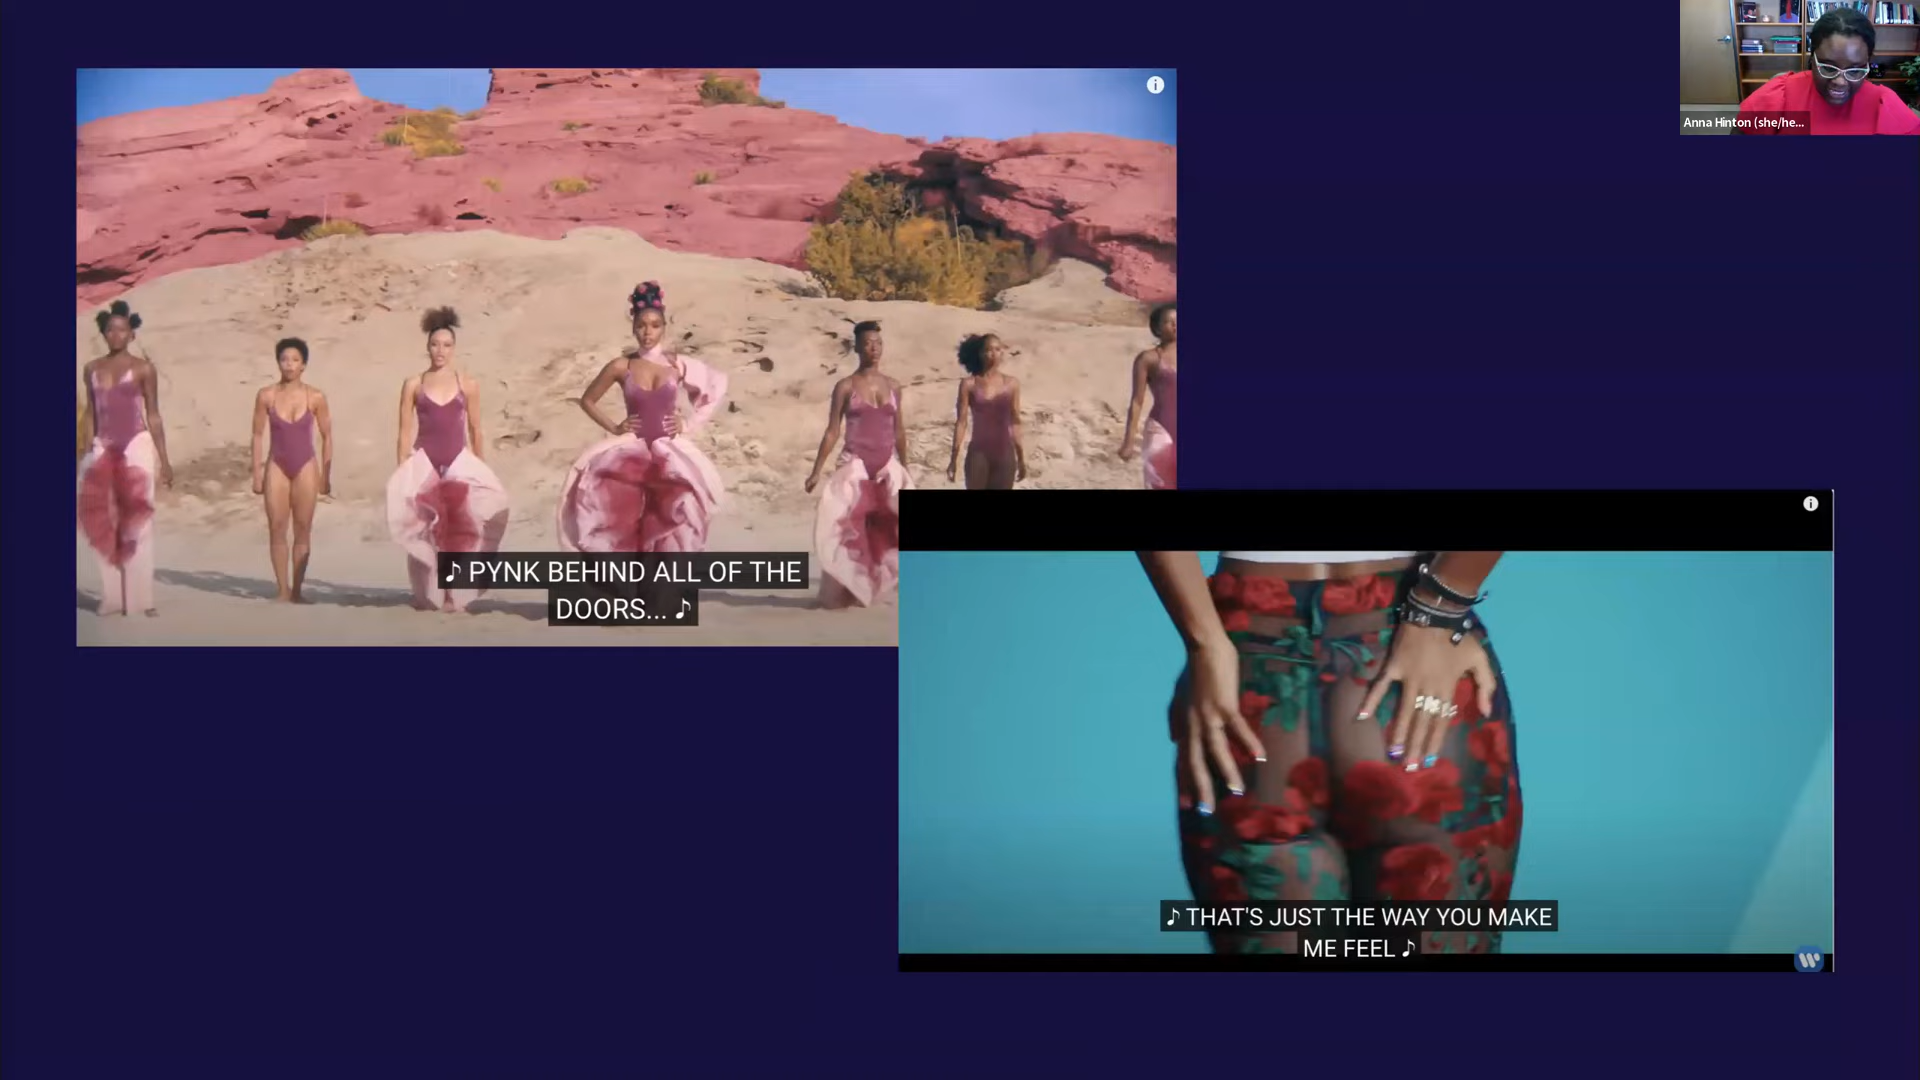 Anna Hinton (she/he...
♪ PYNK BEHIND ALL OF THE
DOORS... ♪
♪ THAT'S JUST THE WAY YOU MAKE
ME FEEL ♪